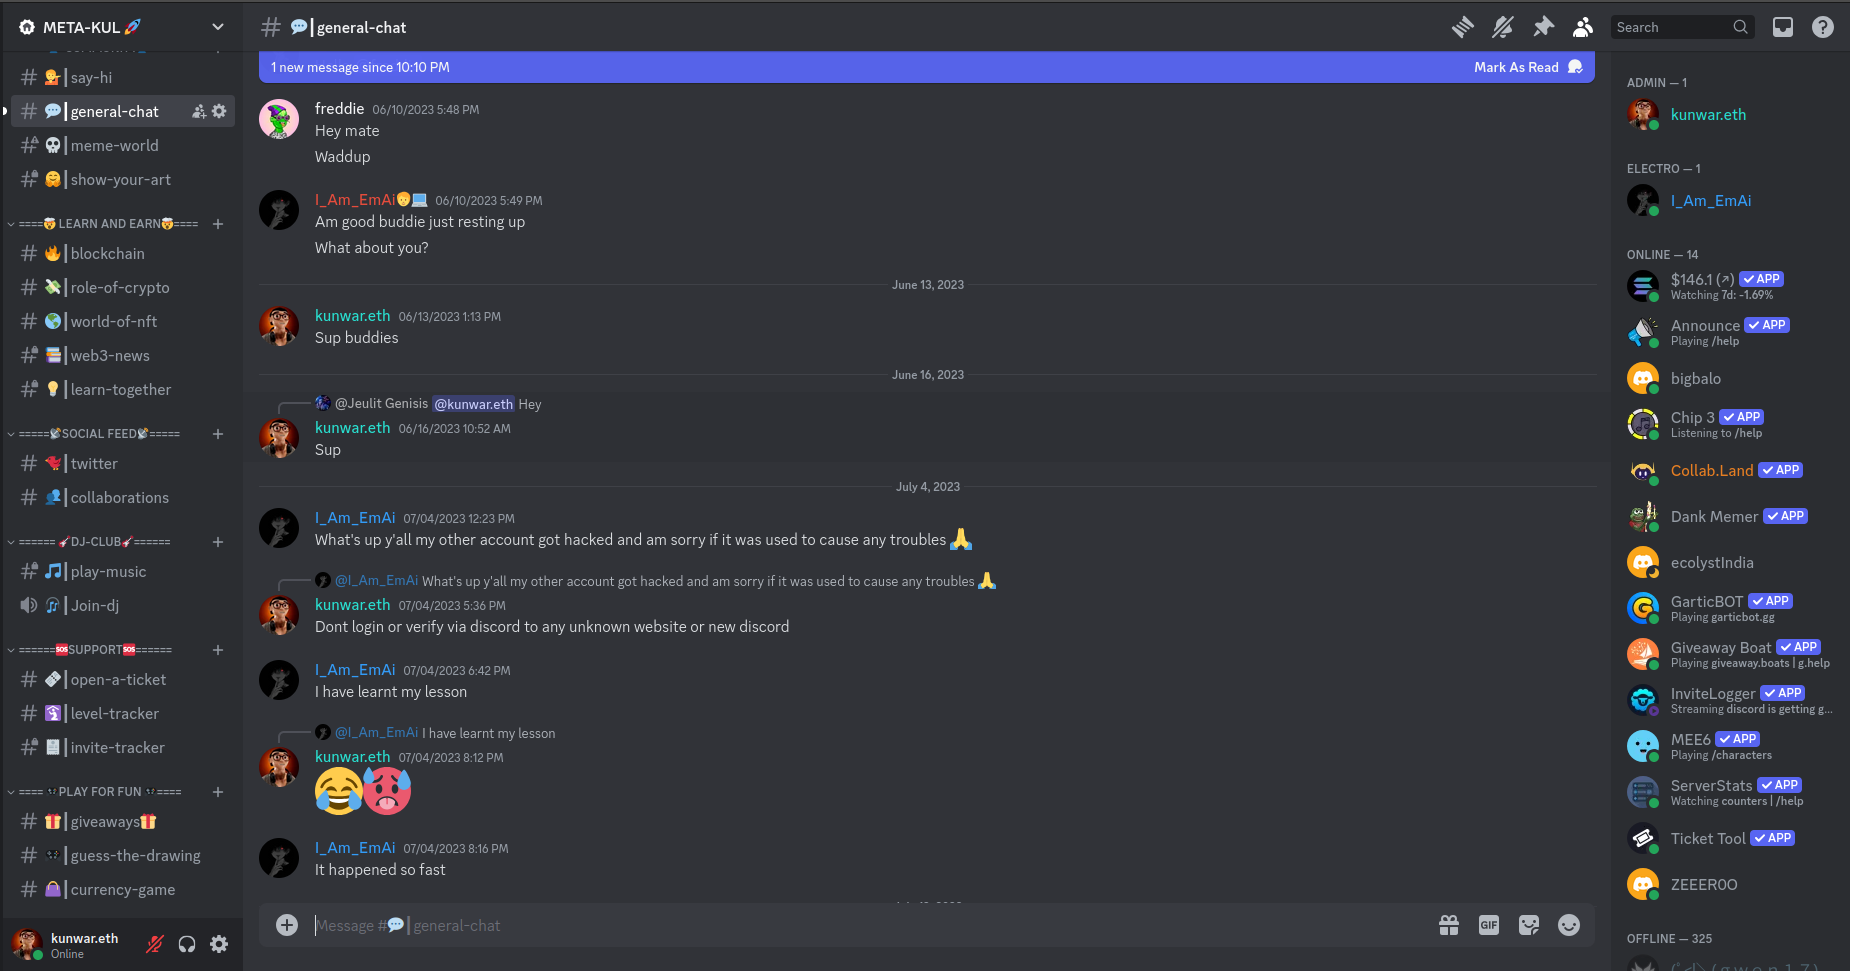 META-KUL
say-hi
general-chat
meme-world
show-your-art
====🤯LEARN AND EARN🤯====
blockchain
role-of-crypto
world-of-nft
web3-news
learn-together
=====📡SOCIAL FEED📡=====
twitter
collaborations
====== 🎸DJ-CLUB🎸======
play-music
Join-dj
======🆘SUPPORT🆘======
open-a-ticket
level-tracker
invite-tracker
==== 🎮PLAY FOR FUN 🎮====
giveaways
guess-the-drawing
currency-game
kunwar.eth
Online
general-chat
Search
1 new message since 10:10 PM
Mark As Read
freddie 06/10/2023 5:48 PM
Hey mate
Waddup
I_Am_EmAi 06/10/2023 5:49 PM
Am good buddie just resting up
What about you?
June 13, 2023
kunwar.eth 06/13/2023 1:13 PM
Sup buddies
June 16, 2023
@Jeulit Genisis @kunwar.eth Hey
kunwar.eth 06/16/2023 10:52 AM
Sup
July 4, 2023
I_Am_EmAi 07/04/2023 12:23 PM
What's up y'all my other account got hacked and am sorry if it was used to cause any troubles 🙏
@I_Am_EmAi What's up y'all my other account got hacked and am sorry if it was used to cause any troubles 🙏
kunwar.eth 07/04/2023 5:36 PM
Dont login or verify via discord to any unknown website or new discord
I_Am_EmAi 07/04/2023 6:42 PM
I have learnt my lesson
@I_Am_EmAi I have learnt my lesson
kunwar.eth 07/04/2023 8:12 PM
I_Am_EmAi 07/04/2023 8:16 PM
It happened so fast
Message #💬┃general-chat
GIF
ADMIN — 1
kunwar.eth
ELECTRO — 1
I_Am_EmAi
ONLINE — 14
$146.1 (↗) ✓ APP
Watching 7d: -1.69%
Announce ✓ APP
Playing /help
bigbalo
Chip 3 ✓ APP
Listening to /help
Collab.Land ✓ APP
Dank Memer ✓ APP
ecolystIndia
GarticBOT ✓ APP
Playing garticbot.gg
Giveaway Boat ✓ APP
Playing giveaway.boats | g.help
InviteLogger ✓ APP
Streaming discord is getting g...
MEE6 ✓ APP
Playing /characters
ServerStats ✓ APP
Watching counters | /help
Ticket Tool ✓ APP
ZEEER0O
OFFLINE — 325